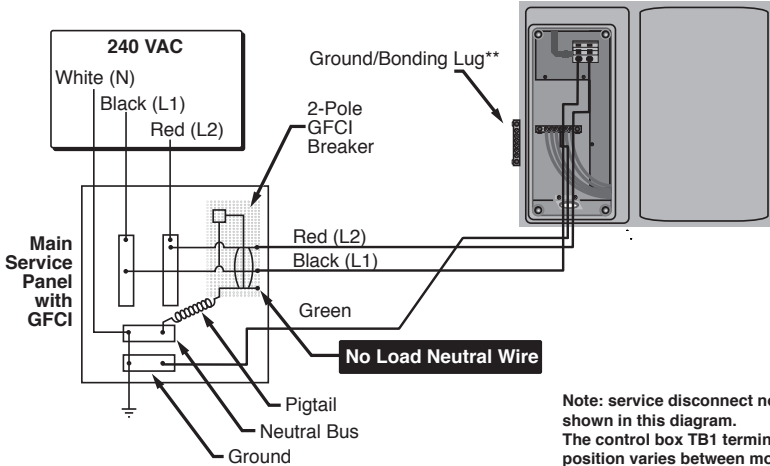 240 VAC
White (N)
Black (L1)
Red (L2)
Ground/Bonding Lug**
2-Pole
GFCI
Breaker
Main
Service
Panel
with
GFCI
Red (L2)
Black (L1)
Green
No Load Neutral Wire
Pigtail
Neutral Bus
Ground
Note: service disconnect
shown in this diagram.
The control box TB1
position varies between